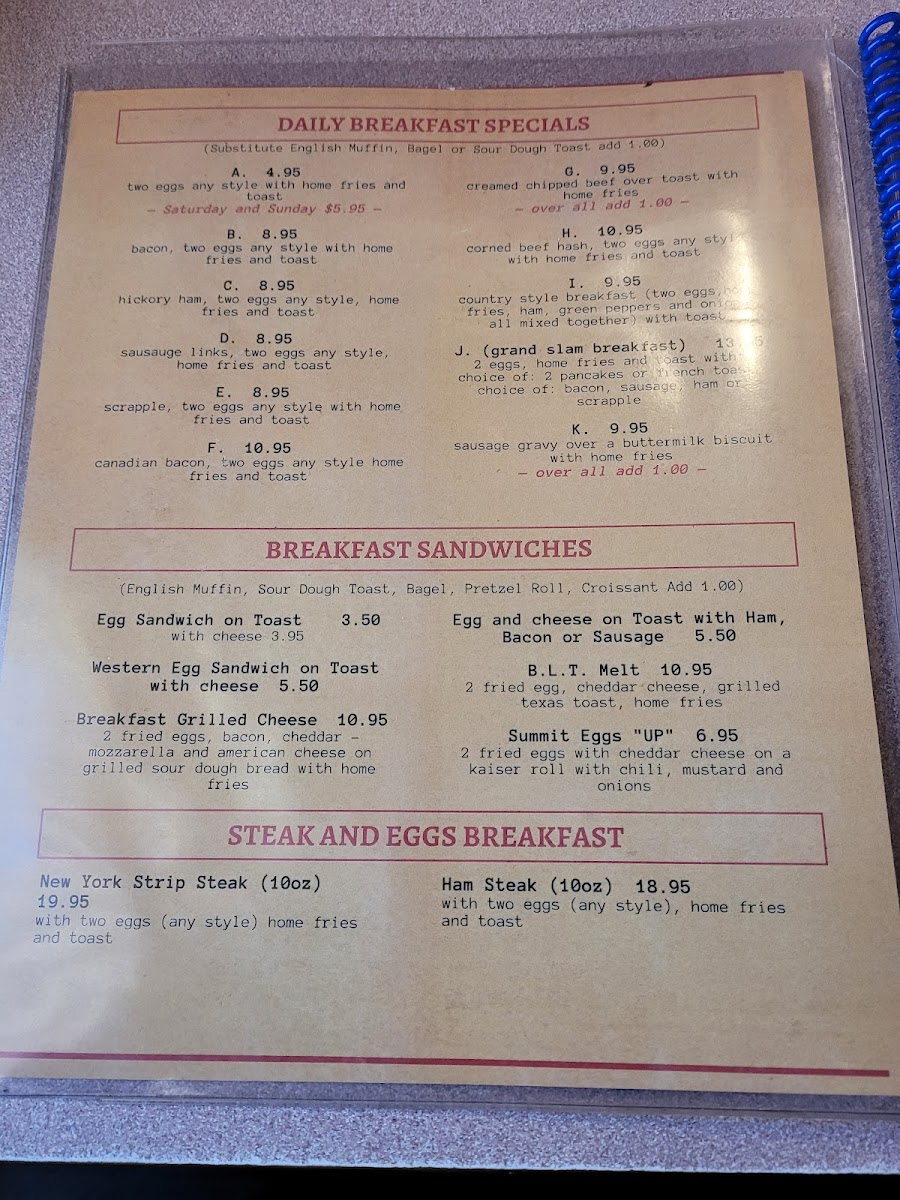 DAILY BREAKFAST SPECIALS
(Substitute English Muffin, Bagel or Sour Dough Toast add 1.00)
A. 4.95
two eggs any style with home fries and
toast
— Saturday and Sunday $5.95 —
B. 8.95
bacon, two eggs any style with home
fries and toast
C. 8.95
hickory ham, two eggs any style, home
fries and toast
D. 8.95
sausauge links, two eggs any style,
home fries and toast
E. 8.95
scrapple, two eggs any style with home
fries and toast
F. 10.95
canadian bacon, two eggs any style home
fries and toast
G. 9.95
creamed chipped beef over toast with
home fries
— over all add 1.00 —
H. 10.95
corned beef hash, two eggs any style
with home fries and toast
I. 9.95
country style breakfast (two eggs,
fries, ham, green peppers and
all mixed together) with toast
J. (grand slam breakfast)
2 eggs, home fries and toast with
choice of: 2 pancakes or french toast
choice of: bacon, sausage, ham or
scrapple
K. 9.95
sausage gravy over a buttermilk biscuit
with home fries
— over all add 1.00 —
BREAKFAST SANDWICHES
(English Muffin, Sour Dough Toast, Bagel, Pretzel Roll, Croissant Add 1.00)
Egg Sandwich on Toast 3.50
with cheese 3.95
Western Egg Sandwich on Toast
with cheese 5.50
Breakfast Grilled Cheese 10.95
2 fried eggs, bacon, cheddar –
mozzarella and american cheese on
grilled sour dough bread with home
fries
Egg and cheese on Toast with Ham,
Bacon or Sausage 5.50
B.L.T. Melt 10.95
2 fried egg, cheddar cheese, grilled
texas toast, home fries
Summit Eggs "UP" 6.95
2 fried eggs with cheddar cheese on a
kaiser roll with chili, mustard and
onions
STEAK AND EGGS BREAKFAST
New York Strip Steak (10oz)
19.95
with two eggs (any style) home fries
and toast
Ham Steak (10oz) 18.95
with two eggs (any style), home fries
and toast